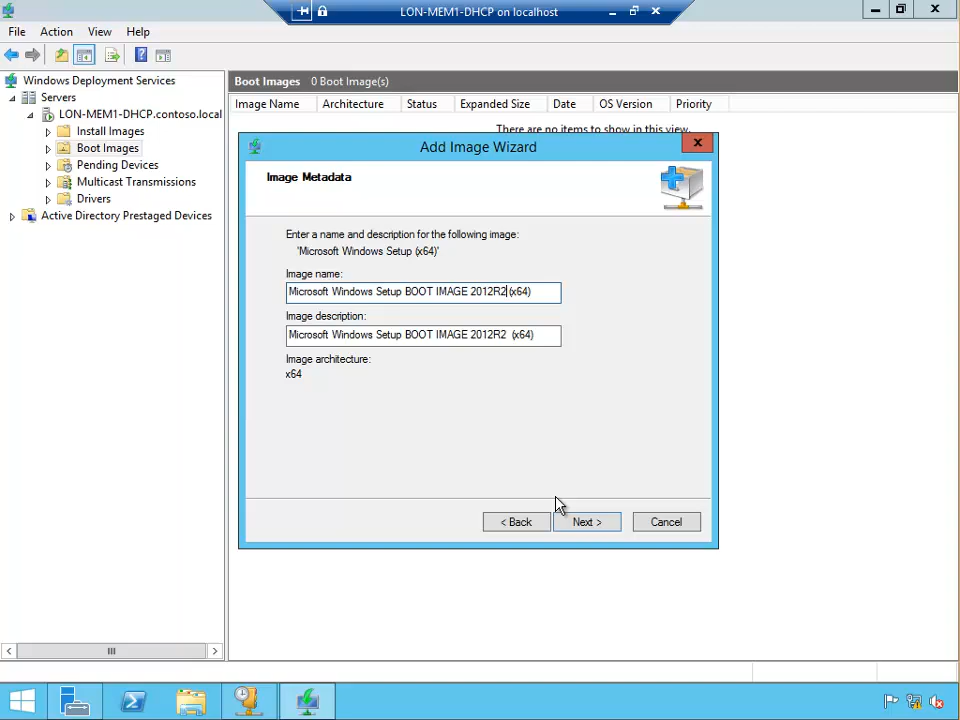 LON-MEM1-DHCP on localhost
File Action View Help
Windows Deployment Services
Servers
LON-MEM1-DHCP.contoso.local
Install Images
Boot Images
Pending Devices
Multicast Transmissions
Drivers
Active Directory Prestaged Devices
Boot Images 0 Boot Image(s)
Image Name Architecture Status Expanded Size Date OS Version Priority
There are no items to show in this view.
Add Image Wizard
Image Metadata
Enter a name and description for the following image:
'Microsoft Windows Setup (x64)'
Image name:
Microsoft Windows Setup BOOT IMAGE 2012R2 (x64)
Image description:
Microsoft Windows Setup BOOT IMAGE 2012R2 (x64)
Image architecture:
x64
< Back Next > Cancel